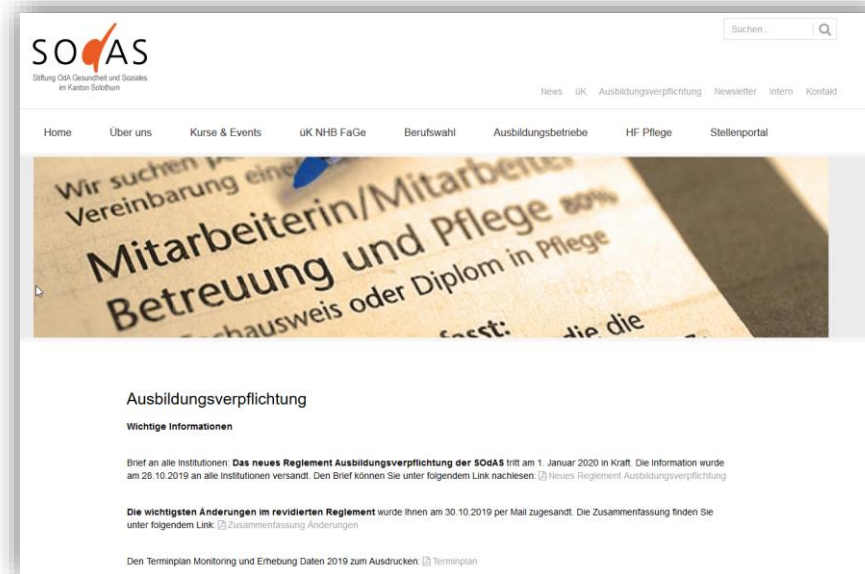 SOdAS
Stiftung OdA Gesundheit und Soziales
im Kanton Solothurn
Suchen...
News üK Ausbildungsverpflichtung Newsletter Intern Kontakt
Home Über uns Kurse & Events üK NHB FaGe Berufswahl Ausbildungsbetriebe HF Pflege Stellenportal
Wir suchen
Vereinbarung eine
Mitarbeiterin/Mitarbeiter
Betreuung und Pflege 80%
Fachausweis oder Diplom in Pflege
fasst: die die
Ausbildungsverpflichtung
Wichtige Informationen
Brief an alle Institutionen: Das neues Reglement Ausbildungsverpflichtung der SOdAS tritt am 1. Januar 2020 in Kraft. Die Information wurde
am 28.10.2019 an alle Institutionen versandt. Den Brief können Sie unter folgendem Link nachlesen: Neues Reglement Ausbildungsverpflichtung
Die wichtigsten Änderungen im revidierten Reglement wurde Ihnen am 30.10.2019 per Mail zugesandt. Die Zusammenfassung finden Sie
unter folgendem Link: Zusammenfassung Änderungen
Den Terminplan Monitoring und Erhebung Daten 2019 zum Ausdrucken: Terminplan